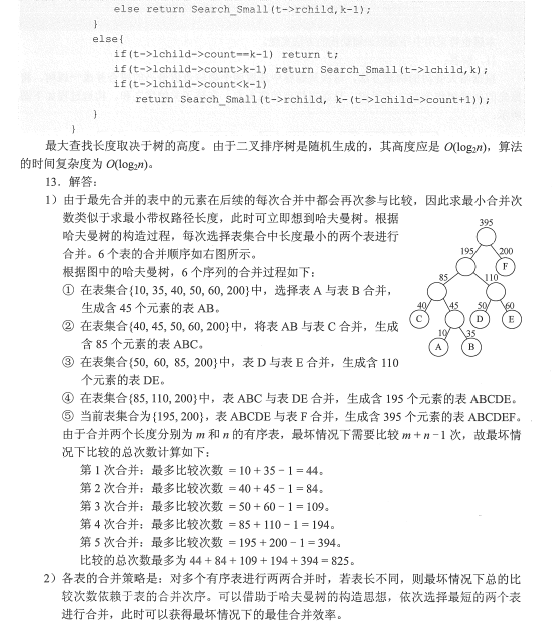 else return Search_Small(t->rchild,k-1);
}
else{
if(t->lchild->count==k-1) return t;
if(t->lchild->count>k-1) return Search_Small(t->lchild,k);
if(t->lchild->count<k-1)
return Search_Small(t->rchild, k-(t->lchild->count+1));
}
}
最大查找长度取决于树的高度。由于二叉排序树是随机生成的，其高度应是 O(log₂n)，算法
的时间复杂度为 O(log₂n)。
13．解答：
1）由于最先合并的表中的元素在后续的每次合并中都会再次参与比较，因此求最小合并次
数类似于求最小带权路径长度，此时可立即想到哈夫曼树。根据
哈夫曼树的构造过程，每次选择表集合中长度最小的两个表进行
合并。6 个表的合并顺序如右图所示。
根据图中的哈夫曼树，6 个序列的合并过程如下：
① 在表集合{10, 35, 40, 50, 60, 200}中，选择表 A 与表 B 合并，
生成含 45 个元素的表 AB。
② 在表集合{40, 45, 50, 60, 200}中，将表 AB 与表 C 合并，生成
含 85 个元素的表 ABC。
③ 在表集合{50, 60, 85, 200}中，表 D 与表 E 合并，生成含 110
个元素的表 DE。
395
195 200
F
85 110
40 45 50 60
C D E
10 35
A B
④ 在表集合{85, 110, 200}中，表 ABC 与表 DE 合并，生成含 195 个元素的表 ABCDE。
⑤ 当前表集合为{195, 200}，表 ABCDE 与表 F 合并，生成含 395 个元素的表 ABCDEF。
由于合并两个长度分别为 m 和 n 的有序表，最坏情况下需要比较 m + n − 1 次，故最坏情
况下比较的总次数计算如下：
第 1 次合并：最多比较次数 = 10 + 35 − 1 = 44。
第 2 次合并：最多比较次数 = 40 + 45 − 1 = 84。
第 3 次合并：最多比较次数 = 50 + 60 − 1 = 109。
第 4 次合并：最多比较次数 = 85 + 110 − 1 = 194。
第 5 次合并：最多比较次数 = 195 + 200 − 1 = 394。
比较的总次数最多为 44 + 84 + 109 + 194 + 394 = 825。
2）各表的合并策略是：对多个有序表进行两两合并时，若表长不同，则最坏情况下总的比
较次数依赖于表的合并次序。可以借助于哈夫曼树的构造思想，依次选择最短的两个表
进行合并，此时可以获得最坏情况下的最佳合并效率。